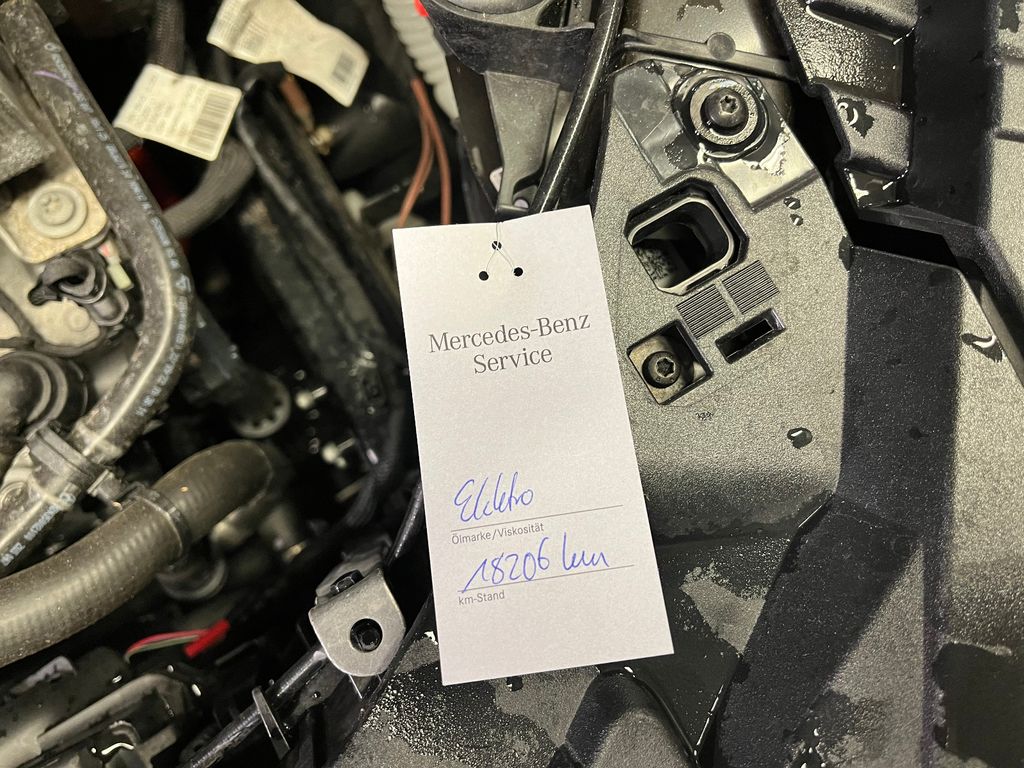 Mercedes-Benz
Service
Elektro
Ölmarke/Viskosität
18206 km
km-Stand